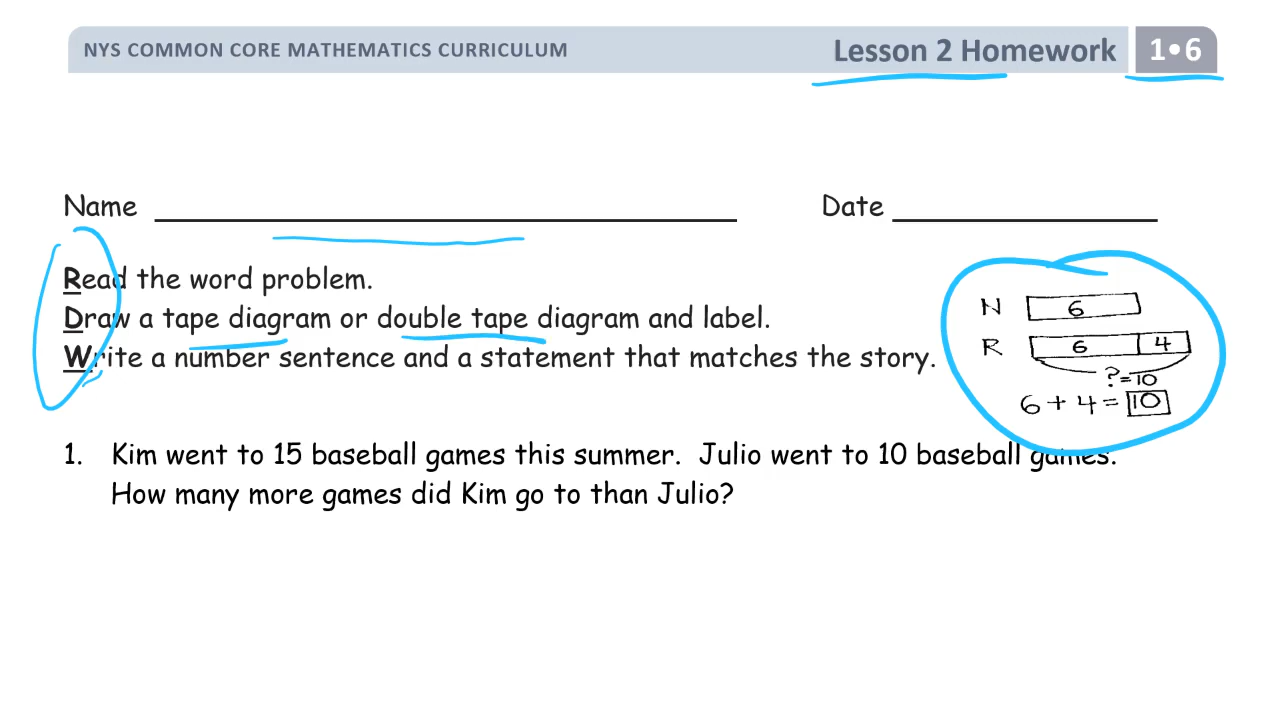 NYS COMMON CORE MATHEMATICS CURRICULUM
Lesson 2 Homework
1•6
Name
Date
Read the word problem.
Draw a tape diagram or double tape diagram and label.
Write a number sentence and a statement that matches the story.
N 6
R 6 4
?=10
6 + 4 = 10
1. Kim went to 15 baseball games this summer. Julio went to 10 baseball games.
How many more games did Kim go to than Julio?